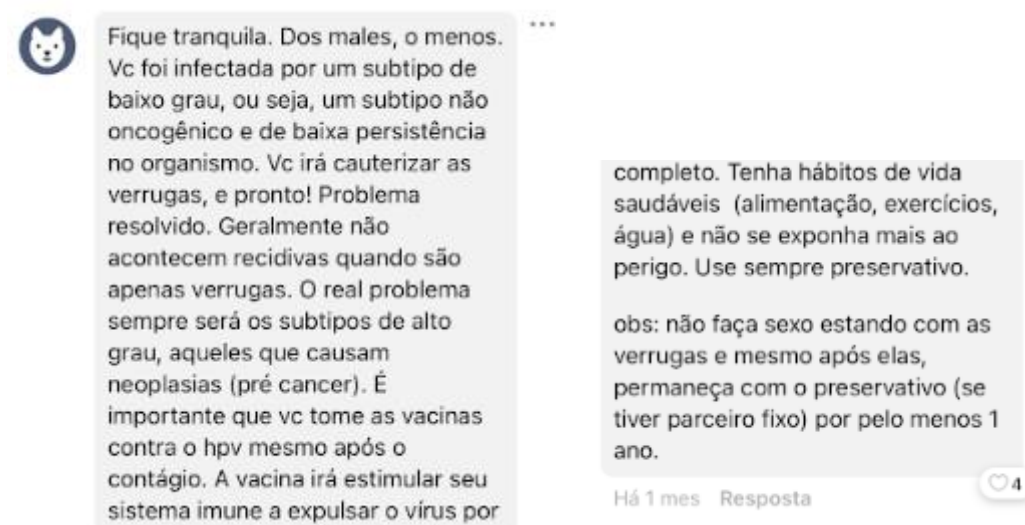 Fique tranquila. Dos males, o menos.
Vc foi infectada por um subtipo de
baixo grau, ou seja, um subtipo não
oncogênico e de baixa persistência
no organismo. Vc irá cauterizar as
verrugas, e pronto! Problema
resolvido. Geralmente não
acontecem recidivas quando são
apenas verrugas. O real problema
sempre será os subtipos de alto
grau, aqueles que causam
neoplasias (pré cancer). É
importante que vc tome as vacinas
contra o hpv mesmo após o
contágio. A vacina irá estimular seu
sistema imune a expulsar o vírus por
completo. Tenha hábitos de vida
saudáveis (alimentação, exercícios,
água) e não se exponha mais ao
perigo. Use sempre preservativo.
obs: não faça sexo estando com as
verrugas e mesmo após elas,
permaneça com o preservativo (se
tiver parceiro fixo) por pelo menos 1
ano.
4
Há 1 mes Resposta